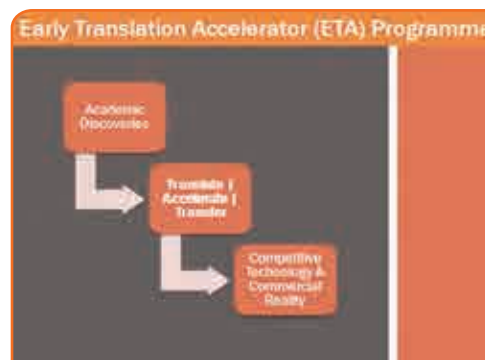 Early Translation Accelerator (ETA) Programme
Academic
Discoveries
Translate |
Accelerate |
Transfer
Competitive
Technology &
Commercial
Reality